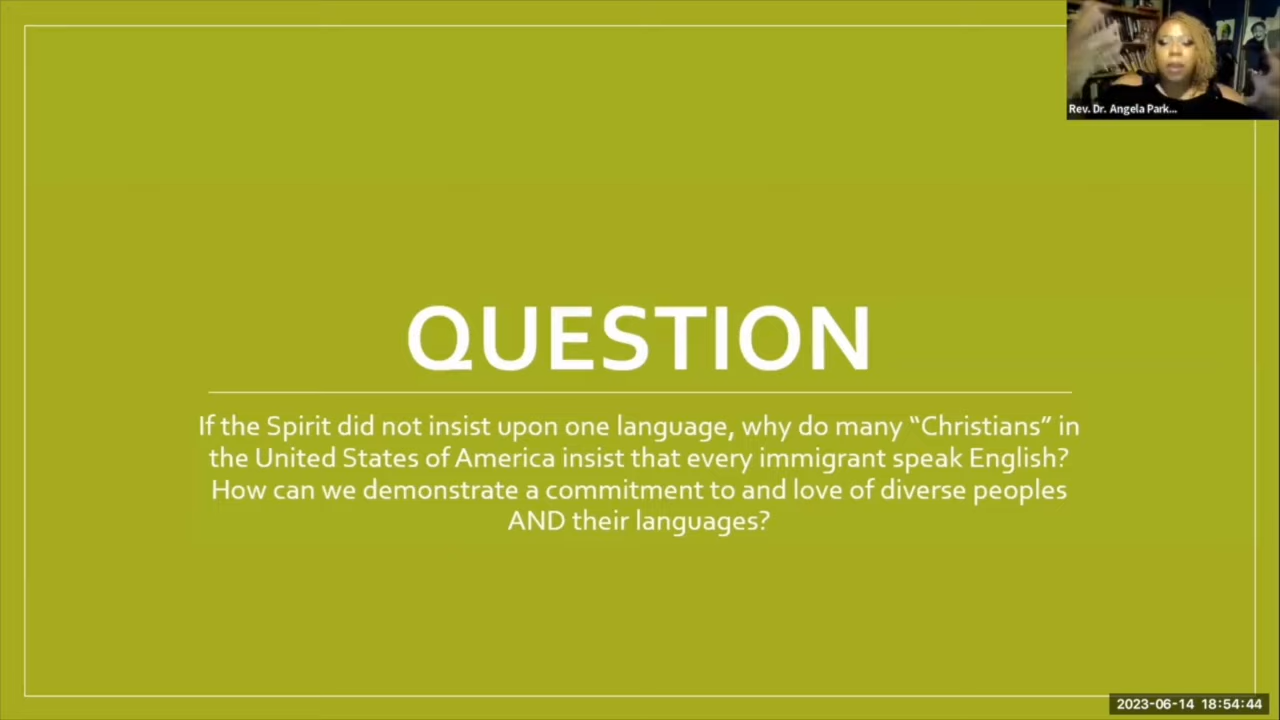 Rev. Dr. Angela Park...
QUESTION
If the Spirit did not insist upon one language, why do many “Christians” in
the United States of America insist that every immigrant speak English?
How can we demonstrate a commitment to and love of diverse peoples
AND their languages?
2023-06-14 18:54:44